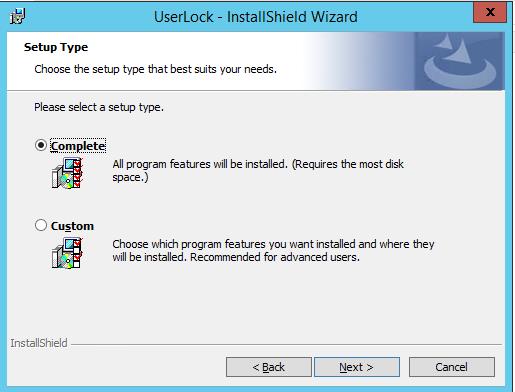 UserLock - InstallShield Wizard
X
Setup Type
Choose the setup type that best suits your needs.
Please select a setup type.
Complete
All program features will be installed. (Requires the most disk
space.)
Custom
Choose which program features you want installed and where they
will be installed. Recommended for advanced users.
InstallShield
< Back
Next >
Cancel